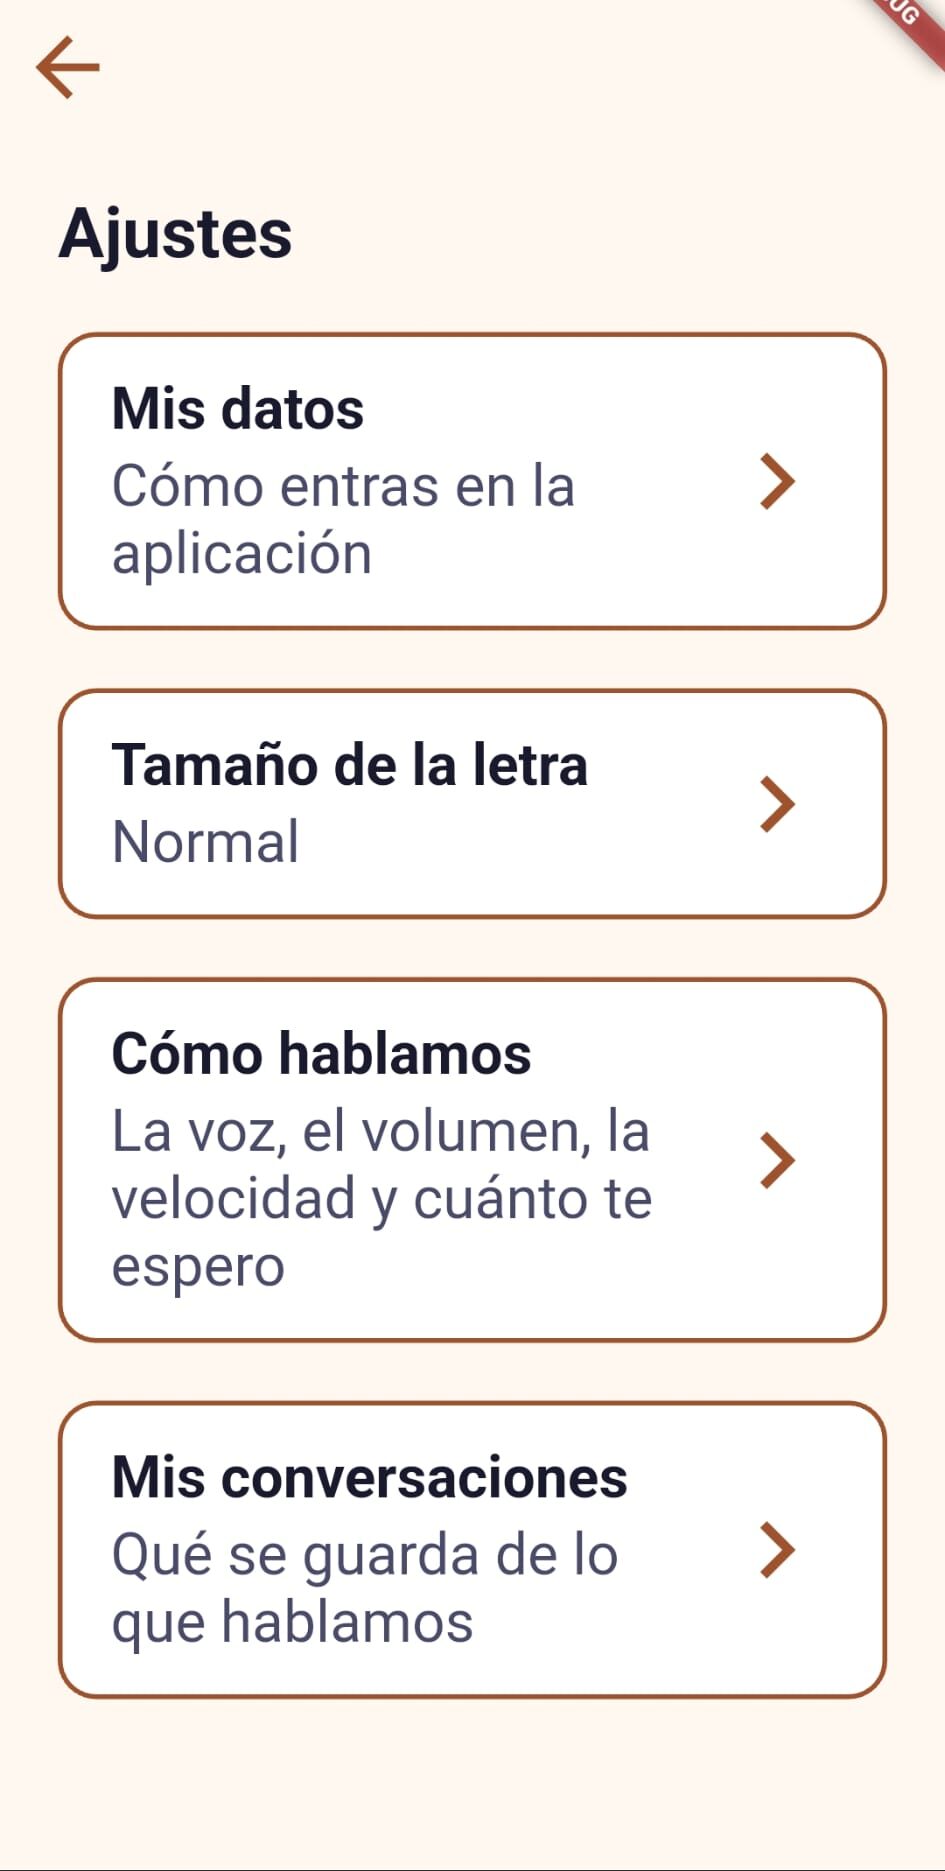 Ajustes
Mis datos
Cómo entras en la
aplicación
Tamaño de la letra
Normal
Cómo hablamos
La voz, el volumen, la
velocidad y cuánto te
espero
Mis conversaciones
Qué se guarda de lo
que hablamos